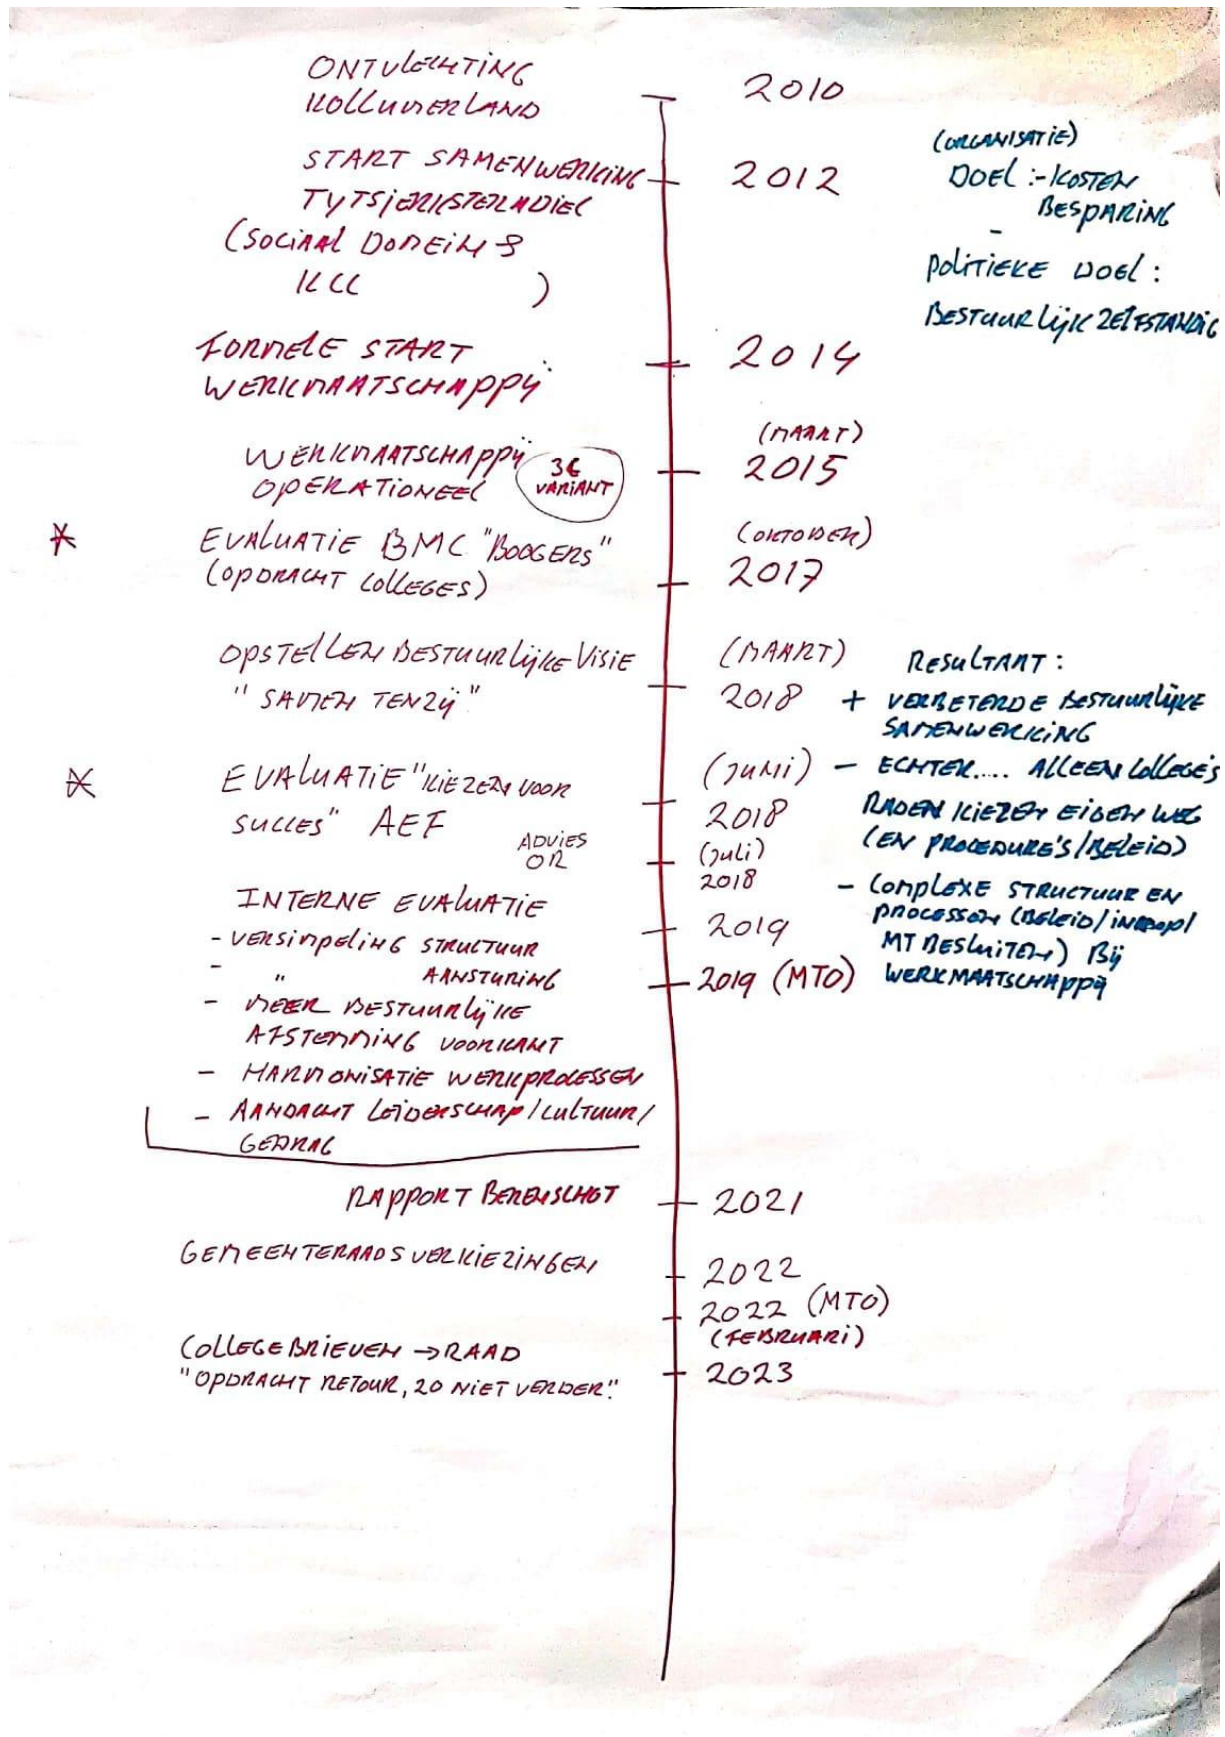 ONTVLECHTING
KOLLUMERLAND
2010
START SAMENWERKING
TYTSJERKSTERADIEL
(SOCIAAL DOMEIN &
KCC )
2012
(ORGANISATIE)
DOEL :- KOSTEN
BESPARING
-
POLITIEKE DOEL :
BESTUURLIJK ZELFSTANDIG
FORMELE START
WERKMAATSCHAPPIJ
2014
WERKMAATSCHAPPIJ
OPERATIONEEL
3E
VARIANT
(MAART)
2015
* EVALUATIE BMC "BOOGERS"
(OPDRACHT COLLEGES)
(OKTOBER)
2017
OPSTELLEN BESTUURLIJKE VISIE
"SAMEN TENZIJ"
(MAART)
2018
RESULTAAT :
+ VERBETERDE BESTUURLIJKE
SAMENWERKING
- ECHTER.... ALLEEN COLLEGE'S
RADEN KIEZEN EIGEN WEG
(EN PROCEDURE'S/BELEID)
- COMPLEXE STRUCTUUR EN
PROCESSEN (BELEID/INKOOP/
MT BESLUITEN) BIJ
WERKMAATSCHAPPIJ
* EVALUATIE "KIEZEN VOOR
SUCCES" AEF
(JUNI)
2018
ADVIES
OR
(JULI)
2018
INTERNE EVALUATIE
2019
- VERSIMPELING STRUCTUUR
- " AANSTURING
2019 (MTO)
- MEER BESTUURLIJKE
AFSTEMMING VOORKANT
- HARMONISATIE WERKPROCESSEN
- AANDACHT LEIDERSCHAP/CULTUUR/
GEDRAG
RAPPORT BERENSCHOT
2021
GEMEENTERAADSVERKIEZINGEN
2022
2022 (MTO)
(FEBRUARI)
2023
COLLEGEBRIEVEN → RAAD
"OPDRACHT RETOUR, ZO NIET VERDER"